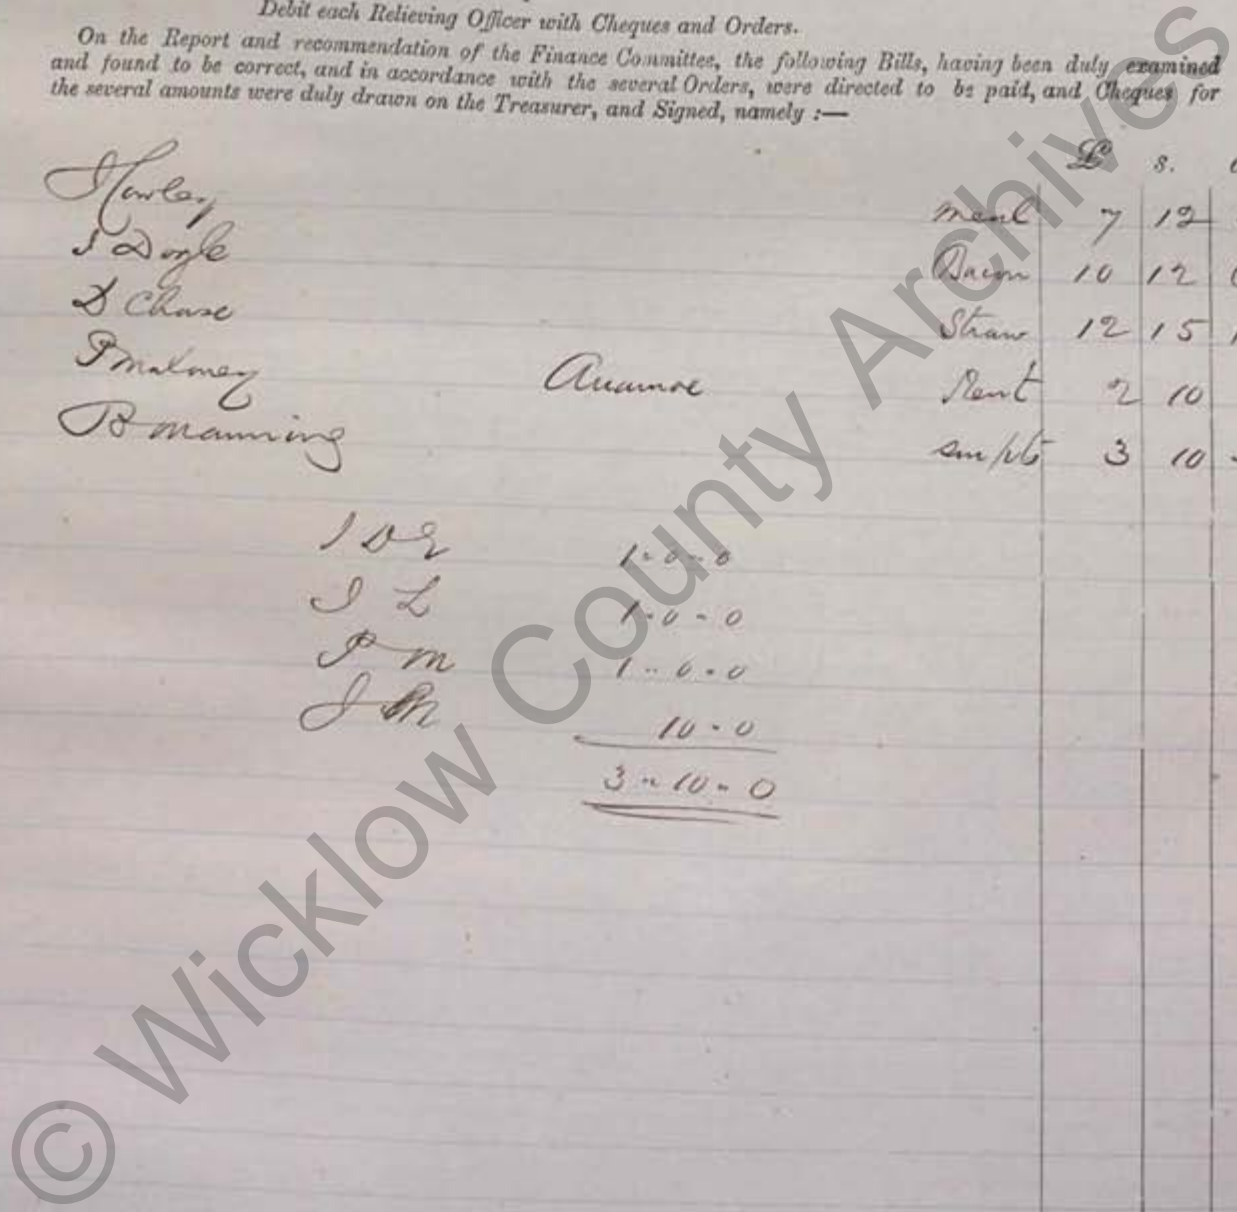 Debit each Relieving Officer with Cheques and Orders.
On the Report and recommendation of the Finance Committee, the following Bills, having been duly examined
and found to be correct, and in accordance with the several Orders, were directed to be paid, and Cheques for
the several amounts were duly drawn on the Treasurer, and Signed, namely :—
£ s.
Hurley Meal 7 12
J Doyle Bacon 10 12
D Chase Straw 12 15
P Maloney Rent 2 10
B Manning 3 10
1-0-0
J L 1-0-0
P M 1-0-0
J M 10-0
3-10-0
© Wicklow County Archives